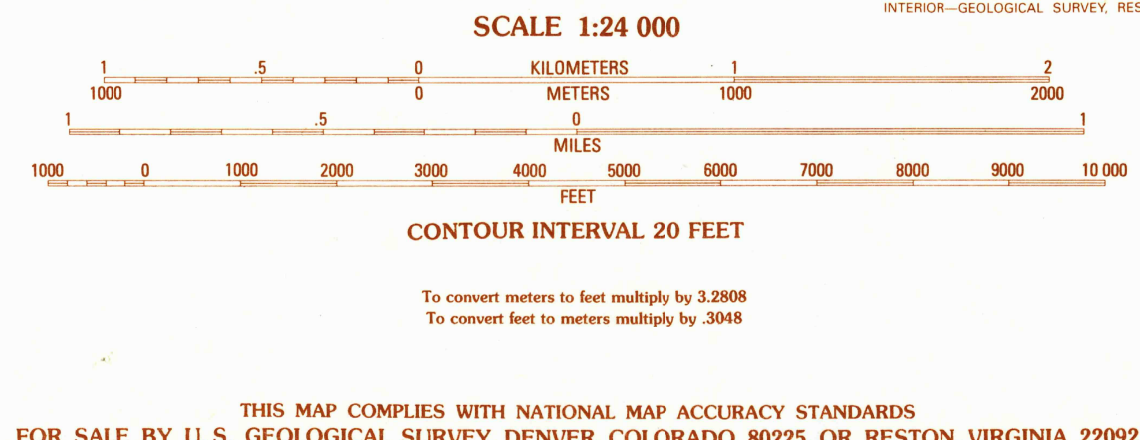 INTERIOR—GEOLOGICAL SURVEY, RES
SCALE 1:24 000
1 .5 0 KILOMETERS 1 2
1000 0 METERS 1000 2000
1 .5 0 1
MILES
1000 0 1000 2000 3000 4000 5000 6000 7000 8000 9000 10 000
FEET
CONTOUR INTERVAL 20 FEET
To convert meters to feet multiply by 3.2808
To convert feet to meters multiply by .3048
THIS MAP COMPLIES WITH NATIONAL MAP ACCURACY STANDARDS
FOR SALE BY U. S. GEOLOGICAL SURVEY, DENVER, COLORADO 80225, OR RESTON, VIRGINIA 22092